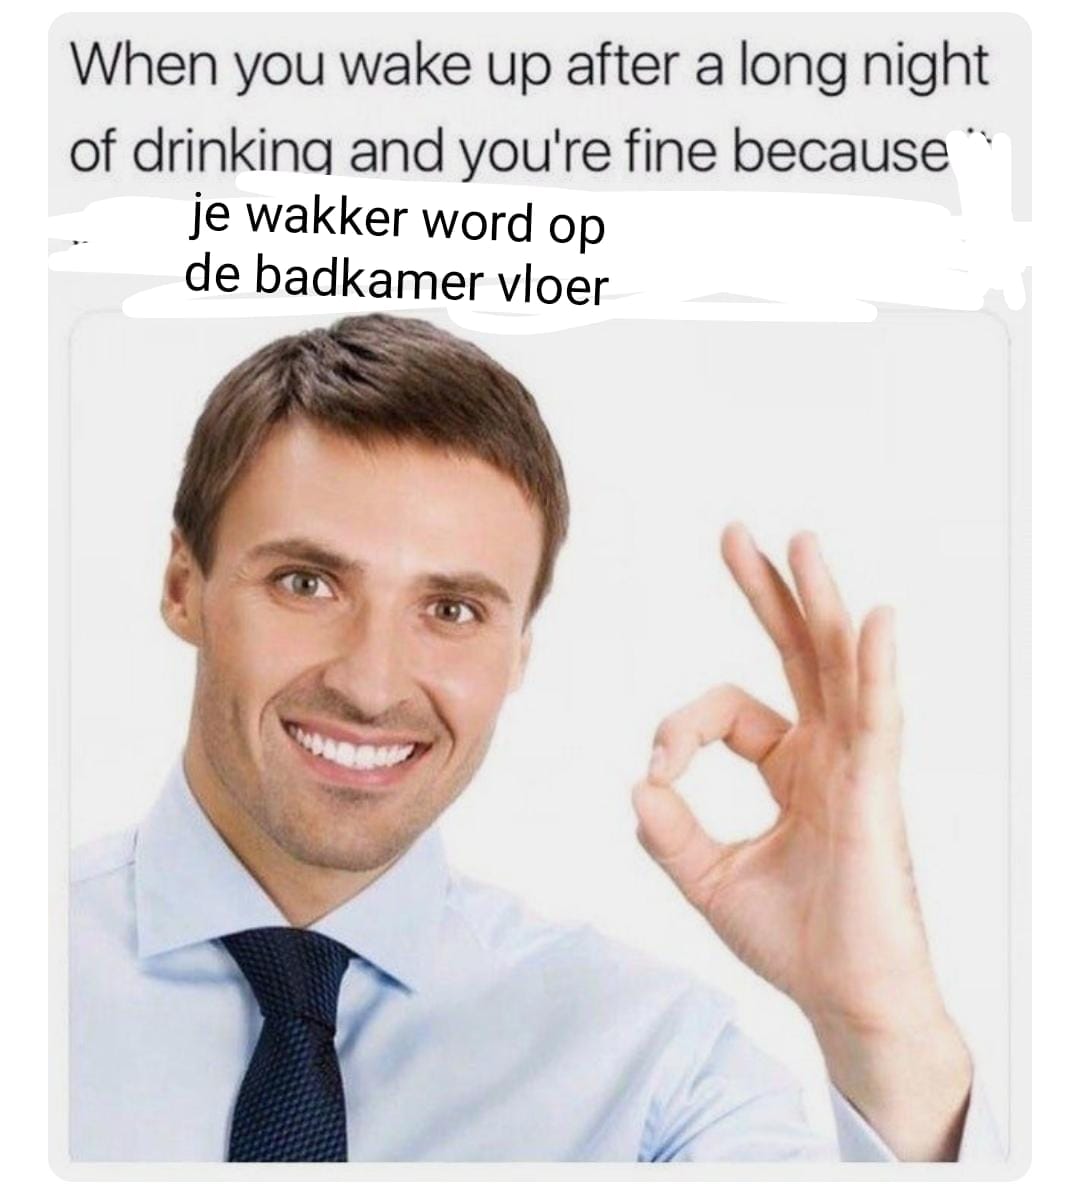 When you wake up after a long night
of drinking and you're fine because
je wakker word op
de badkamer vloer